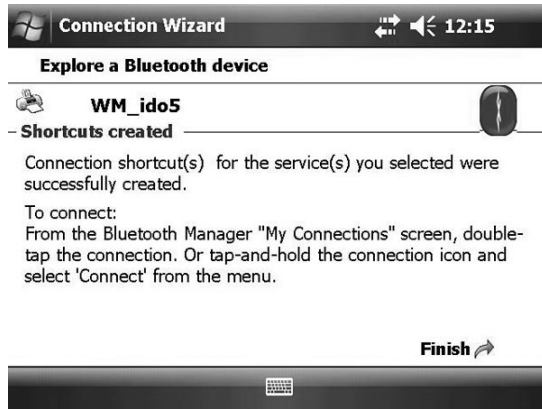 Connection Wizard 12:15
Explore a Bluetooth device
WM_ido5
Shortcuts created
Connection shortcut(s) for the service(s) you selected were
successfully created.
To connect:
From the Bluetooth Manager "My Connections" screen, double-
tap the connection. Or tap-and-hold the connection icon and
select 'Connect' from the menu.
Finish